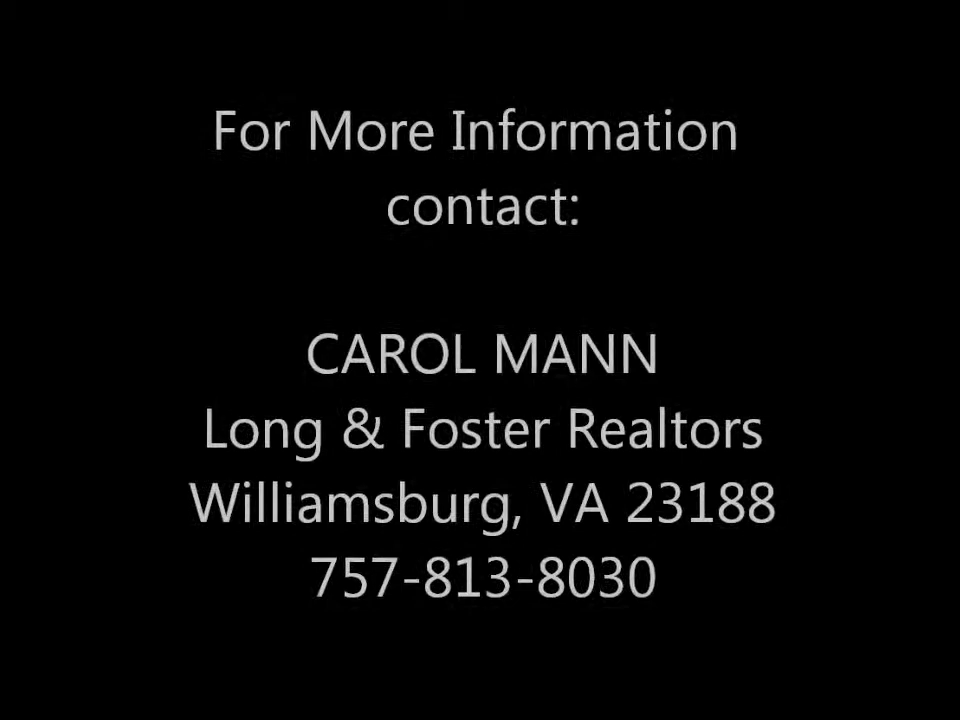 For More Information
contact:
CAROL MANN
Long & Foster Realtors
Williamsburg, VA 23188
757-813-8030